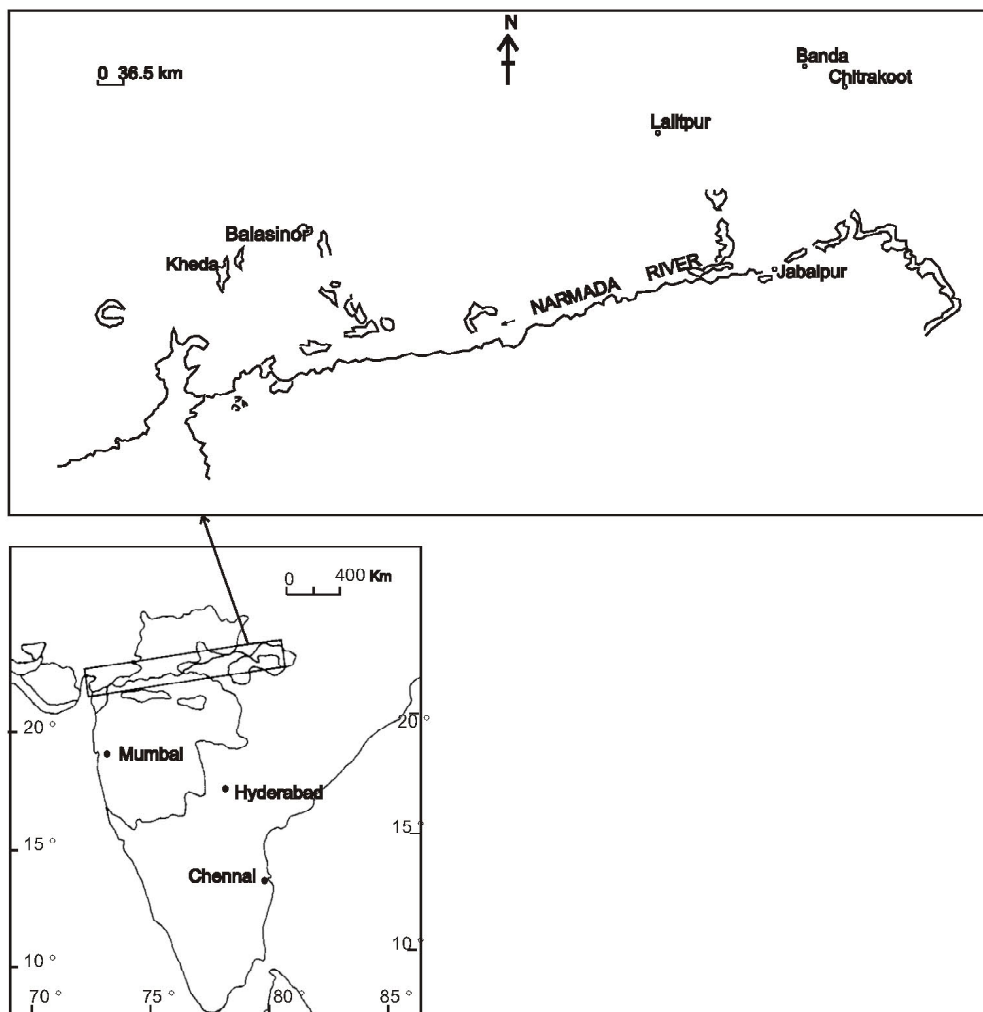 N
0 36.5 km
Banda
Chitrakoot
Lalitpur
Balasinor
Kheda
NARMADA RIVER
Jabalpur
0 400 Km
20 °
20 °
Mumbai
Hyderabad
15 °
15 °
Chennai
10 °
10 °
70 ° 75 ° 80 ° 85 °